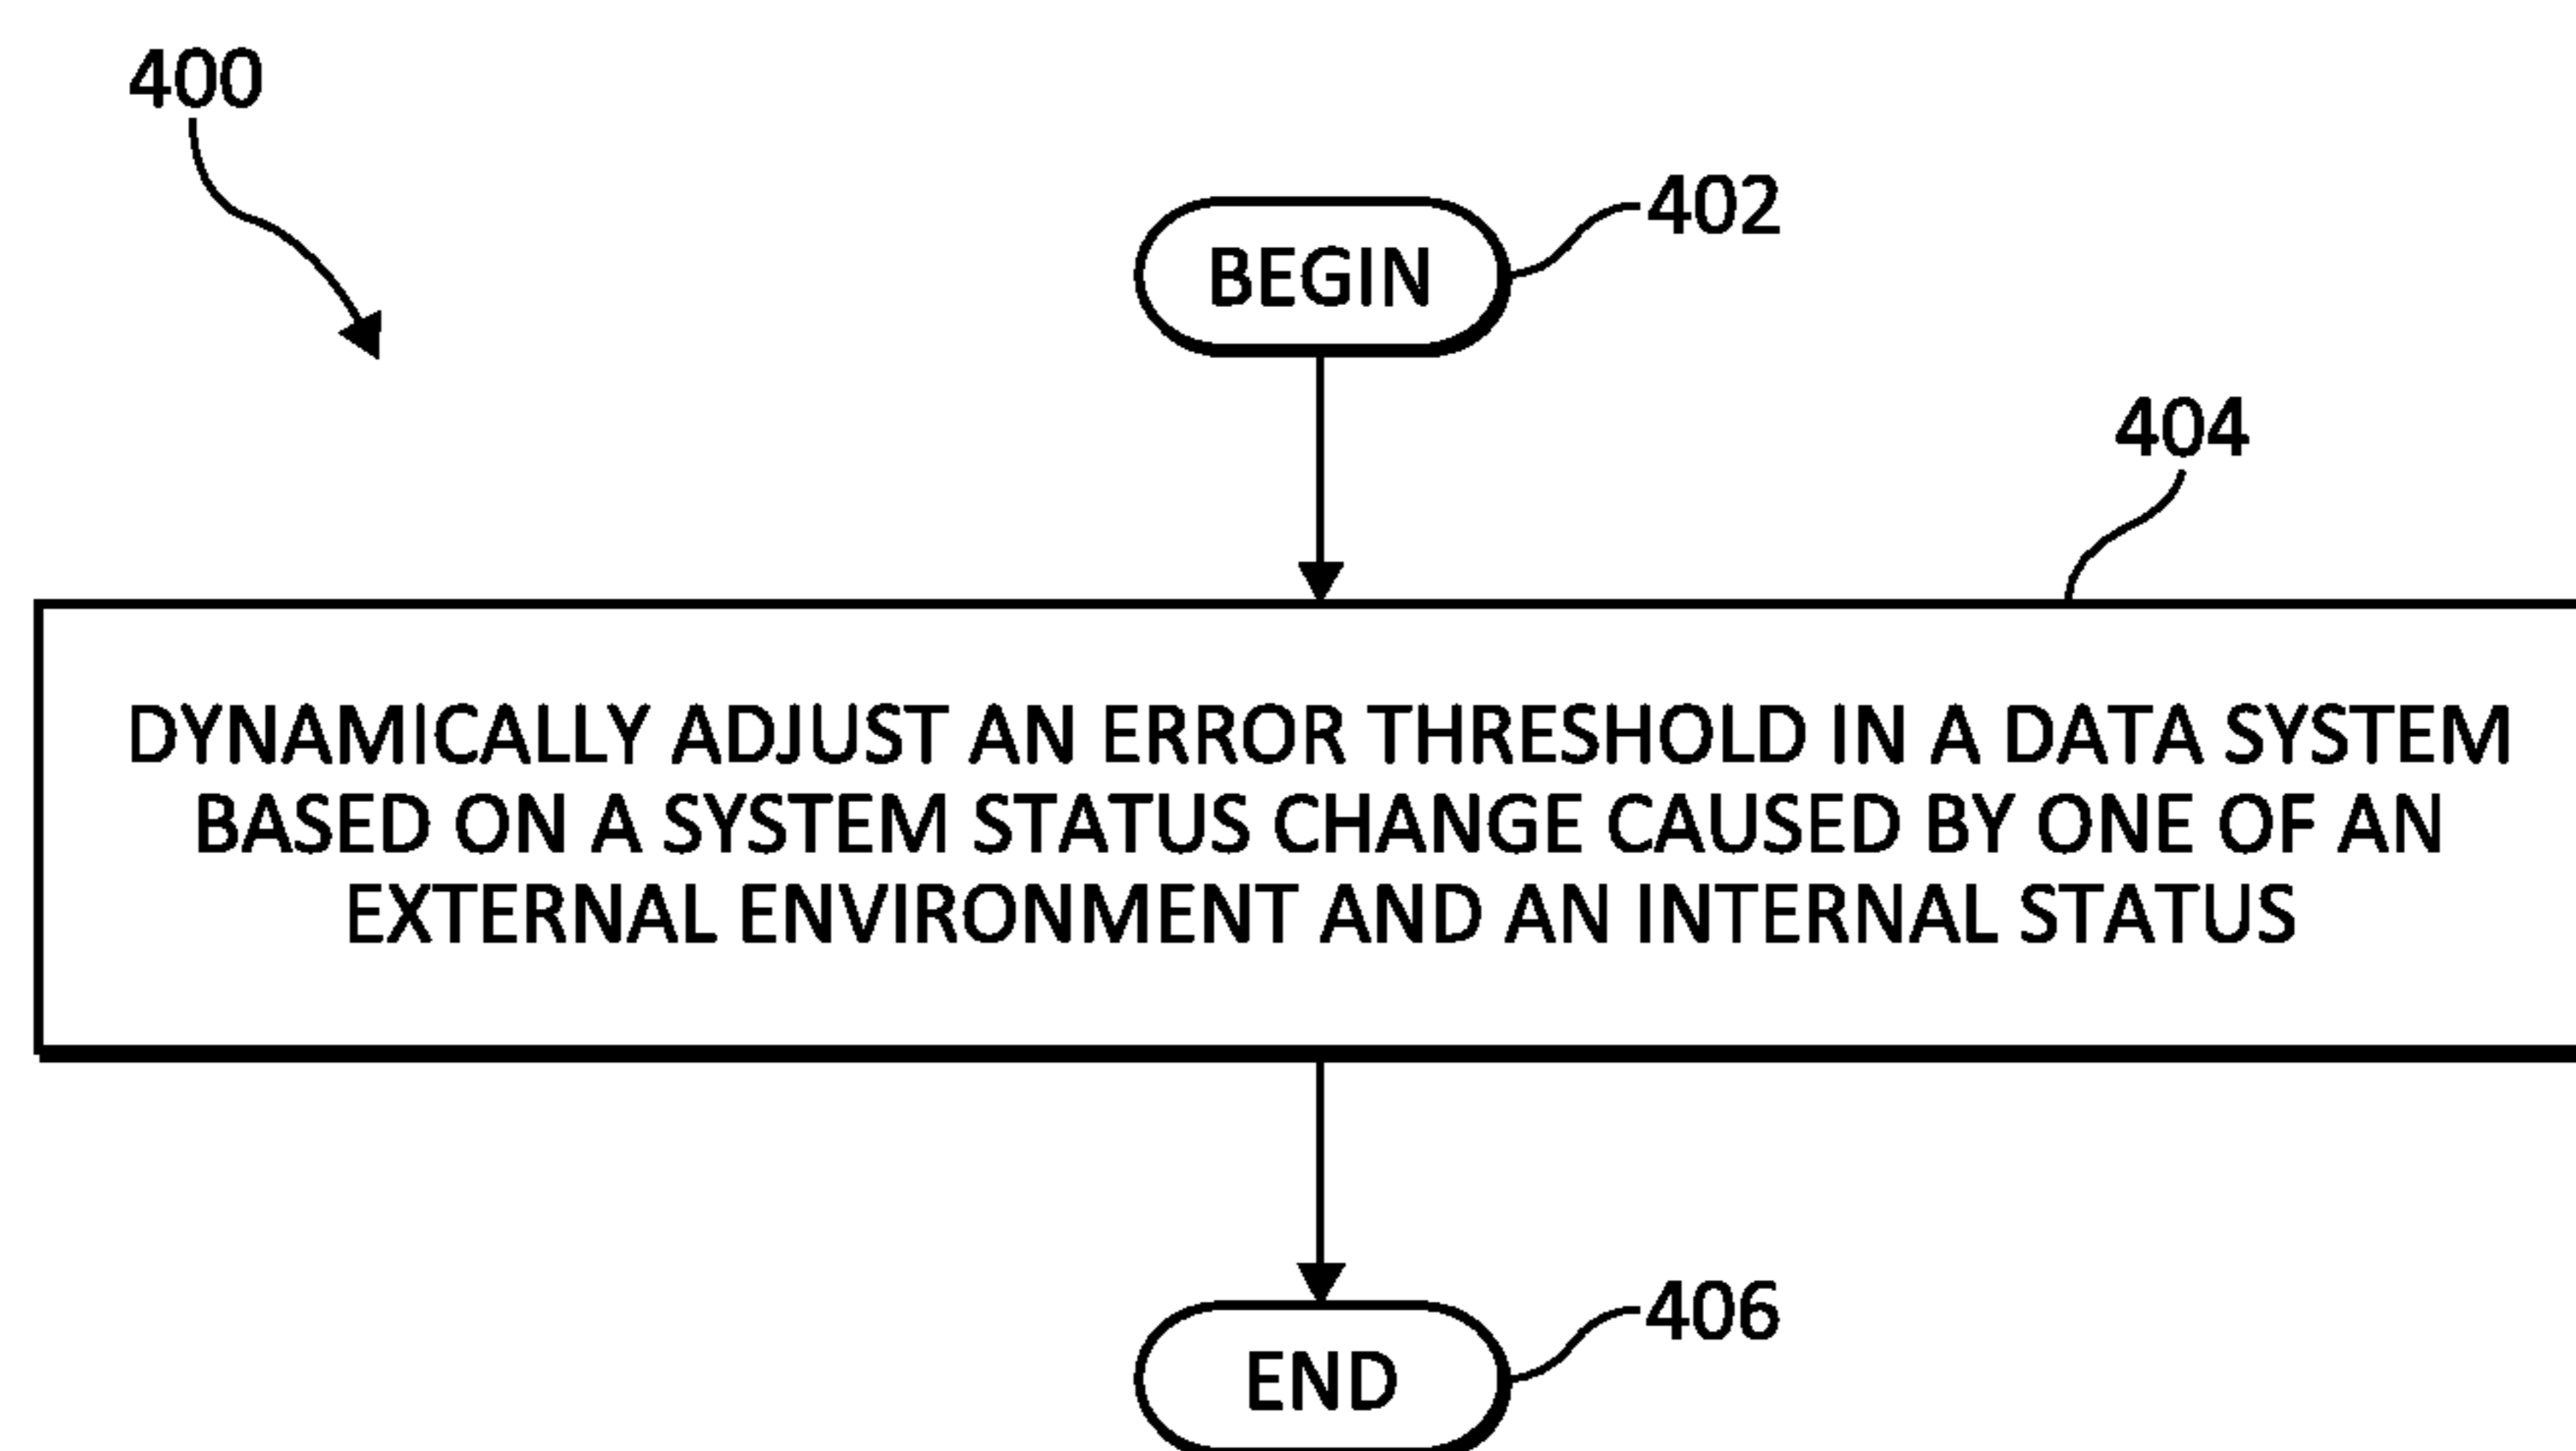 400
402
BEGIN
404
DYNAMICALLY ADJUST AN ERROR THRESHOLD IN A DATA SYSTEM
BASED ON A SYSTEM STATUS CHANGE CAUSED BY ONE OF AN
EXTERNAL ENVIRONMENT AND AN INTERNAL STATUS
406
END